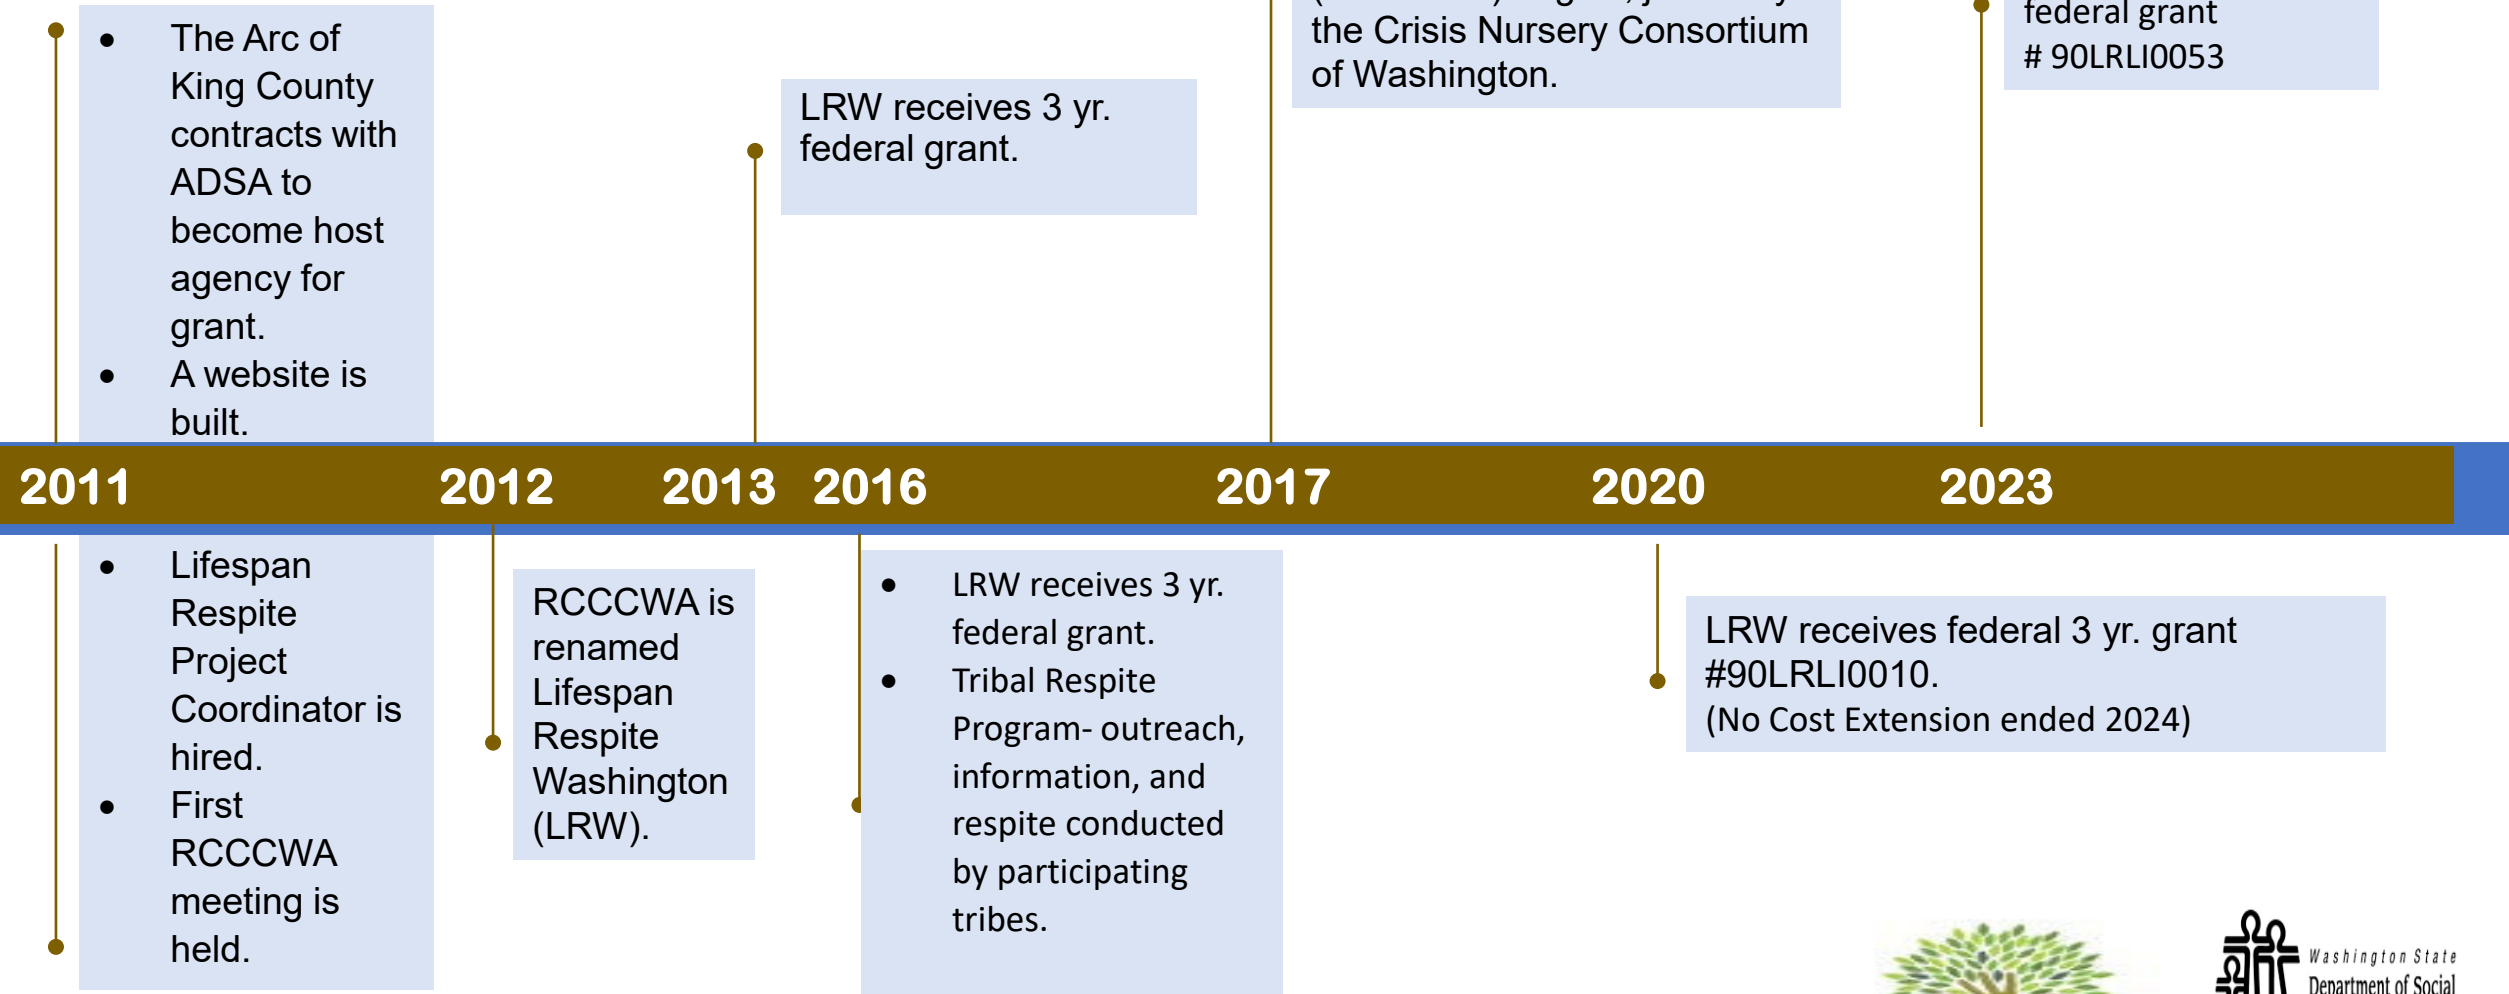 • The Arc of
King County
contracts with
ADSA to
become host
agency for
grant.
• A website is
built.
LRW receives 3 yr.
federal grant.
the Crisis Nursery Consortium
of Washington.
federal grant
# 90LRLI0053
2011 2012 2013 2016 2017 2020 2023
• Lifespan
Respite
Project
Coordinator is
hired.
• First
RCCCWA
meeting is
held.
RCCCWA is
renamed
Lifespan
Respite
Washington
(LRW).
• LRW receives 3 yr.
federal grant.
• Tribal Respite
Program- outreach,
information, and
respite conducted
by participating
tribes.
LRW receives federal 3 yr. grant
#90LRLI0010.
(No Cost Extension ended 2024)
Washington State
Department of Social